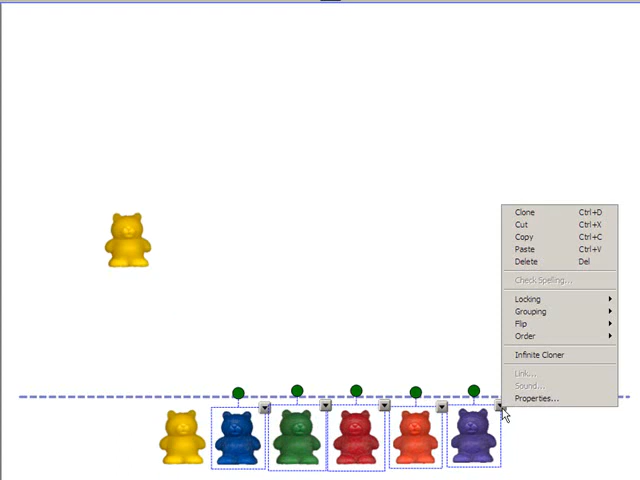 Clone Ctrl+D
Cut Ctrl+X
Copy Ctrl+C
Paste Ctrl+V
Delete Del
Check Spelling...
Locking
Grouping
Flip
Order
Infinite Cloner
Link...
Sound...
Properties...